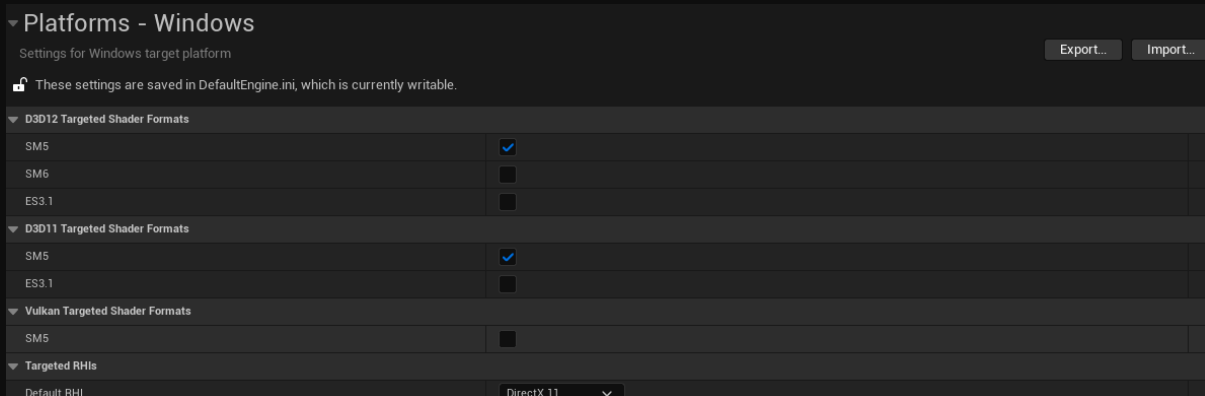 Platforms - Windows
Settings for Windows target platform
Export...
Import...
These settings are saved in DefaultEngine.ini, which is currently writable.
D3D12 Targeted Shader Formats
SM5
SM6
ES3.1
D3D11 Targeted Shader Formats
SM5
ES3.1
Vulkan Targeted Shader Formats
SM5
Targeted RHIs
Default RHI DirectX 11